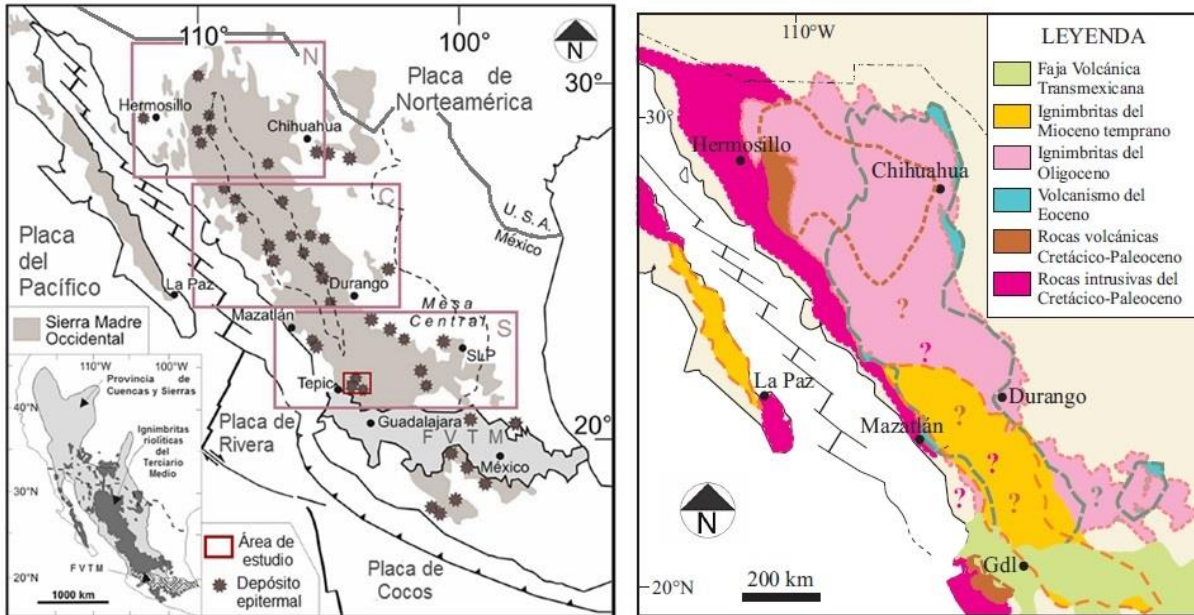 110°
100°
N
N
Placa de
Norteamérica
30°
Hermosillo
Chihuahua
C
U.S.A.
México
Placa
del
Pacífico
La Paz
Durango
Mesa
Central
S
Mazatlán
Sierra Madre
Occidental
SLP
Tepic
110°W
100°W
Provincia de
Cuencas y Sierras
40°N
Placa de
Rivera
Guadalajara
20°
F V T M
México
Ignimbritas
riolíticas del
Terciario
Medio
30°N
20°N
F V T M
1000 km
Área de
estudio
Depósito
epitermal
Placa de
Cocos
110°W
LEYENDA
Faja Volcánica
Transmexicana
Ignimbritas del
Mioceno temprano
Ignimbritas del
Oligoceno
Volcanismo del
Eoceno
Rocas volcánicas
Cretácico-Paleoceno
Rocas intrusivas del
Cretácico-Paleoceno
30°
Hermosillo
Chihuahua
?
?
La Paz
Durango
Mazatlán
?
?
?
?
?
N
Gdl
20°N
200 km